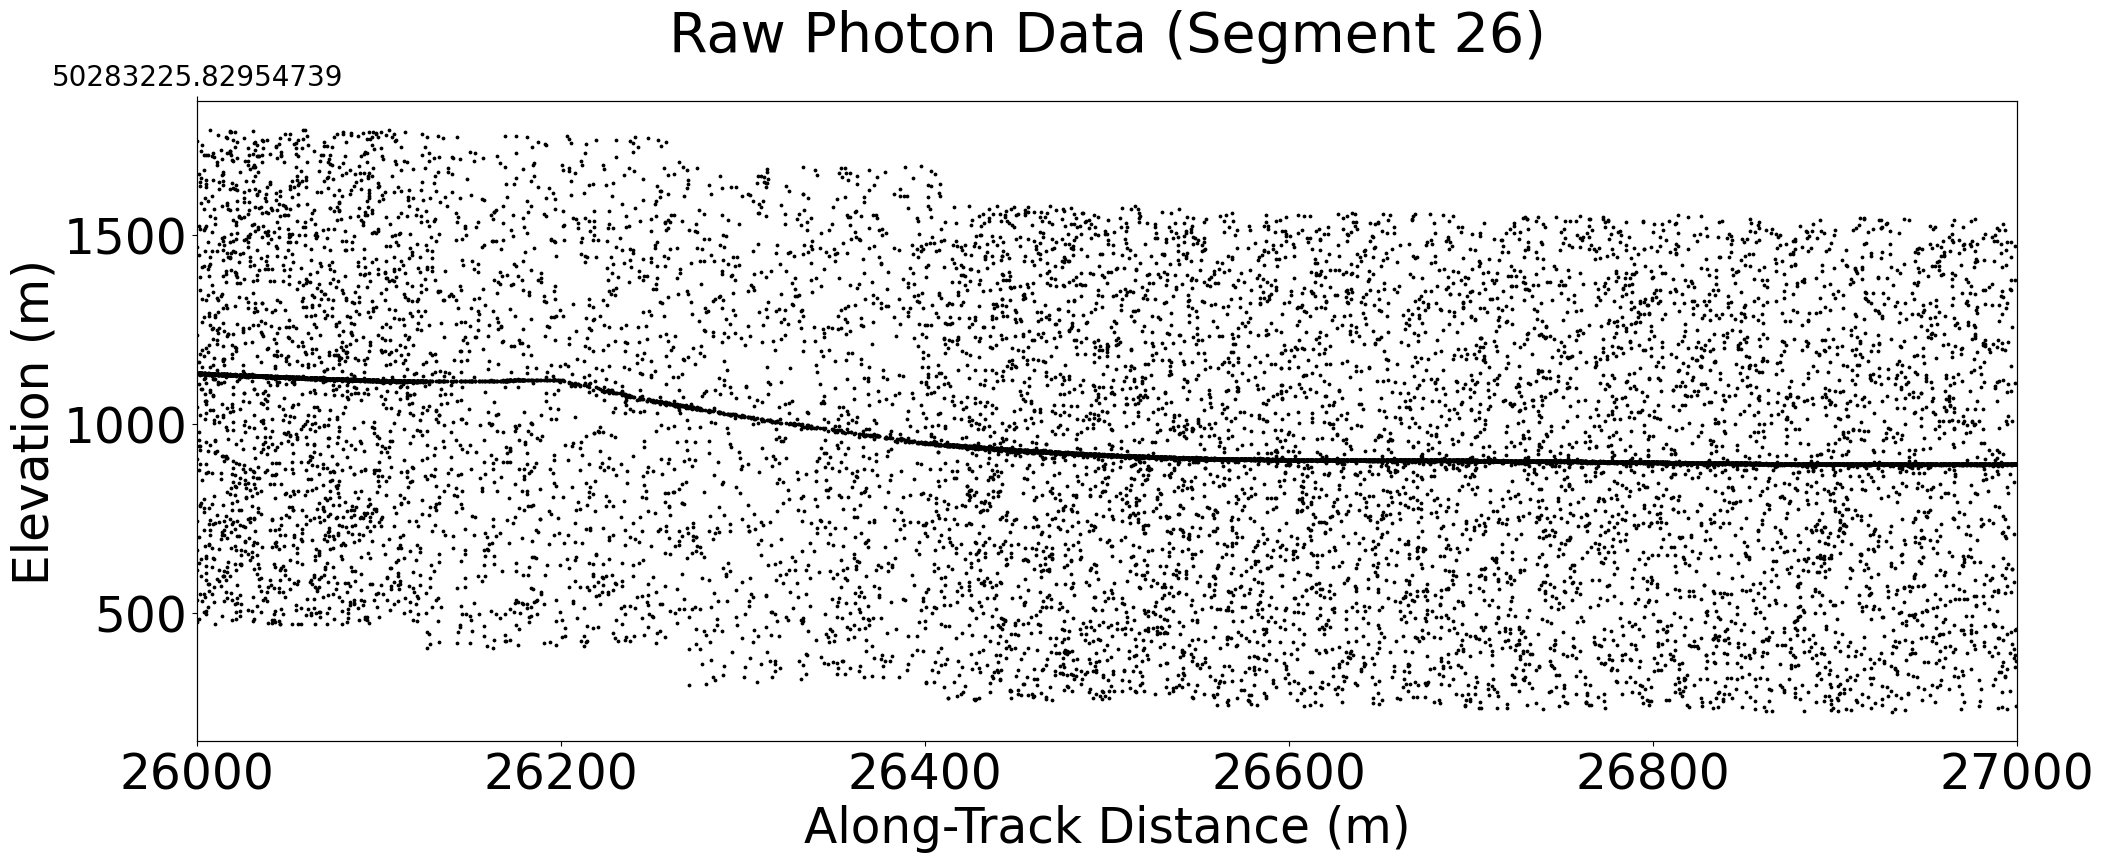 Raw Photon Data (Segment 26)
50283225.82954739
Elevation (m)
1500
1000
500
26000 26200 26400 26600 26800 27000
Along-Track Distance (m)